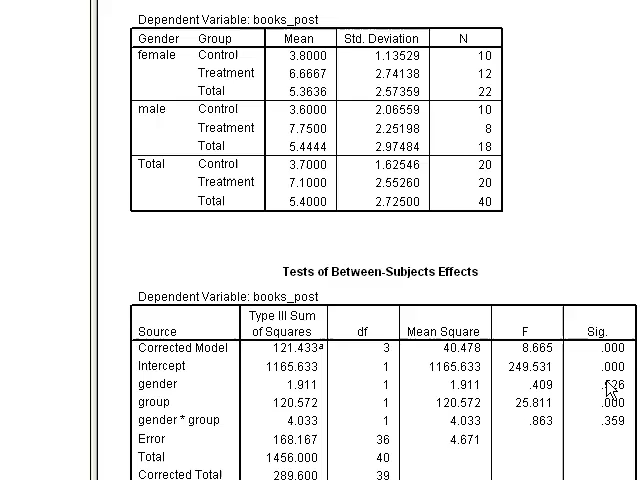 Dependent Variable: books_post
Gender Group Mean Std. Deviation N
female Control 3.8000 1.13529 10
Treatment 6.6667 2.74138 12
Total 5.3636 2.57359 22
male Control 3.6000 2.06559 10
Treatment 7.7500 2.25198 8
Total 5.4444 2.97484 18
Total Control 3.7000 1.62546 20
Treatment 7.1000 2.55260 20
Total 5.4000 2.72500 40
Tests of Between-Subjects Effects
Dependent Variable: books_post
Source Type III Sum of Squares df Mean Square F Sig.
Corrected Model 121.433a 3 40.478 8.665 .000
Intercept 1165.633 1 1165.633 249.531 .000
gender 1.911 1 1.911 .409
group 120.572 1 120.572 25.811 .000
gender * group 4.033 1 4.033 .863 .359
Error 168.167 36 4.671
Total 1456.000 40
Corrected Total 289.600 39